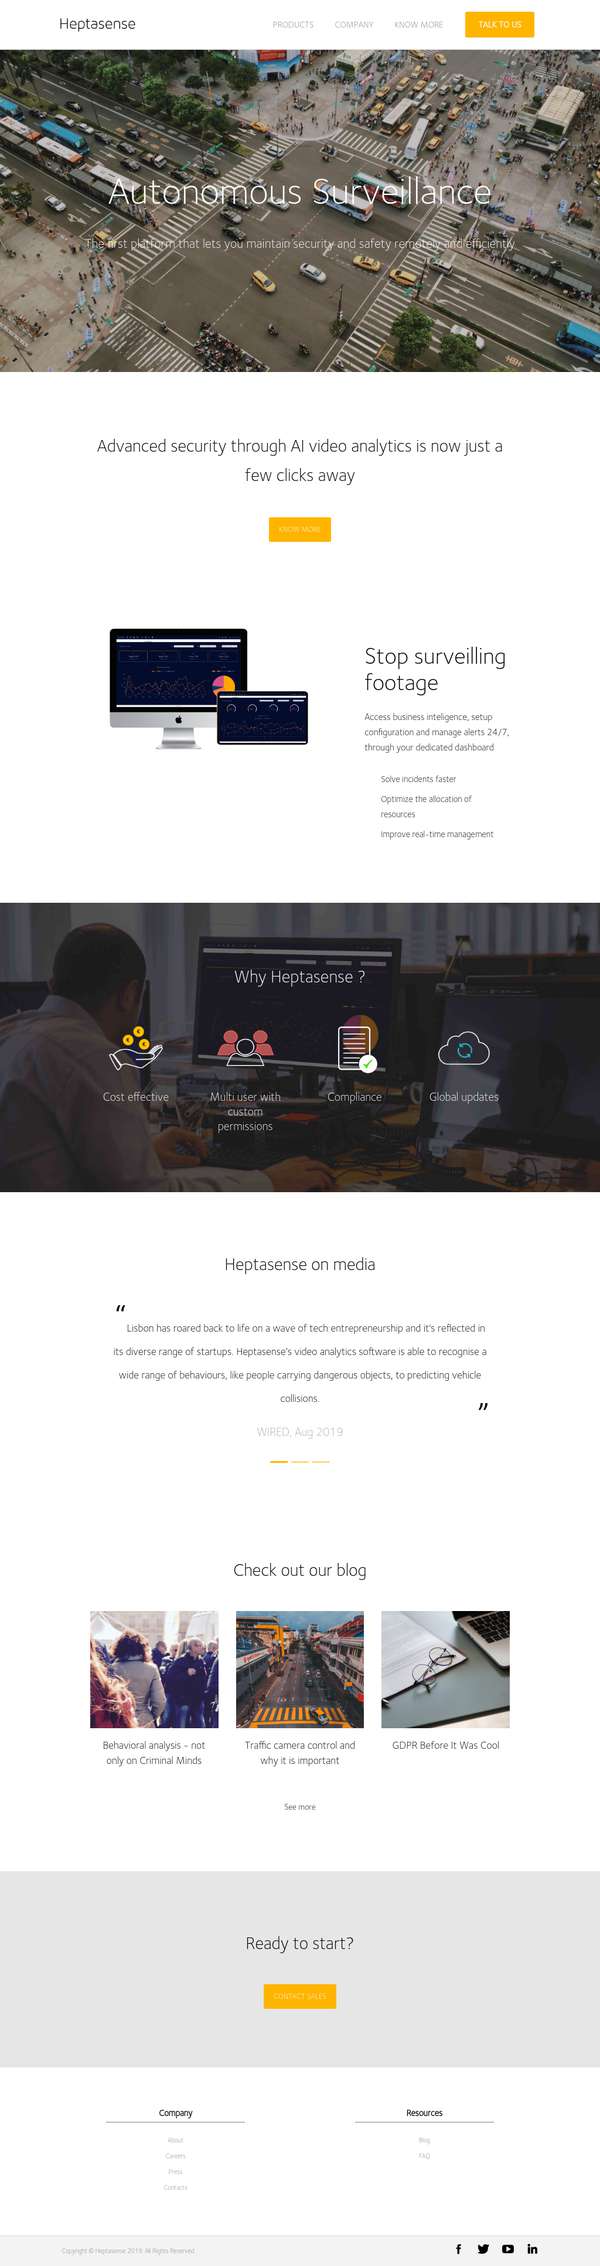 Heptasense
PRODUCTS COMPANY KNOW MORE TALK TO US
Autonomous Surveillance
The first platform that lets you maintain security and safety remotely and efficiently
Advanced security through AI video analytics is now just a
few clicks away
KNOW MORE
Stop surveilling
footage
Access business inteligence, setup
configuration and manage alerts 24/7,
through your dedicated dashboard
Solve incidents faster
Optimize the allocation of
resources
Improve real-time management
Why Heptasense ?
Cost effective
Multi user with
custom
permissions
Compliance
Global updates
Heptasense on media
“
Lisbon has roared back to life on a wave of tech entrepreneurship and it's reflected in
its diverse range of startups. Heptasense's video analytics software is able to recognise a
wide range of behaviours, like people carrying dangerous objects, to predicting vehicle
collisions.
”
WIRED, Aug 2019
Check out our blog
Behavioral analysis - not
only on Criminal Minds
Traffic camera control and
why it is important
GDPR Before It Was Cool
See more
Ready to start?
CONTACT SALES
Company
About
Careers
Press
Contacts
Resources
Blog
FAQ
Copyright © Heptasense 2019. All Rights Reserved.